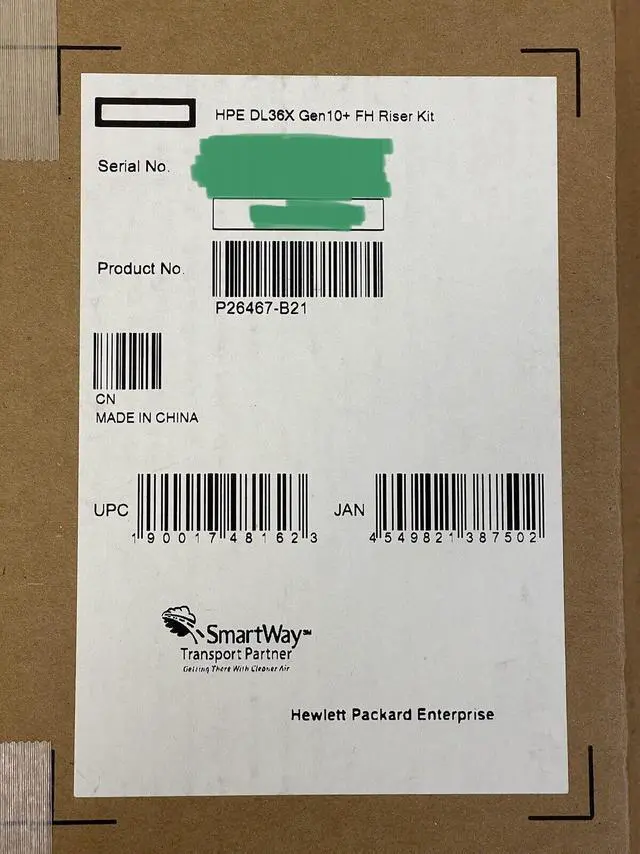 HPE DL36X Gen10+ FH Riser Kit
Serial No.
Product No.
P26467-B21
CN
MADE IN CHINA
UPC
1 90017 48162 3
JAN
4 549821 387502
SmartWay℠
Transport Partner
Getting There With Cleaner Air
Hewlett Packard Enterprise